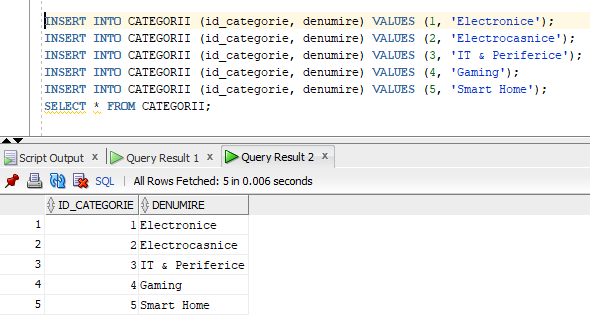 INSERT INTO CATEGORII (id_categorie, denumire) VALUES (1, 'Electronice');
INSERT INTO CATEGORII (id_categorie, denumire) VALUES (2, 'Electrocasnice');
INSERT INTO CATEGORII (id_categorie, denumire) VALUES (3, 'IT & Periferice');
INSERT INTO CATEGORII (id_categorie, denumire) VALUES (4, 'Gaming');
INSERT INTO CATEGORII (id_categorie, denumire) VALUES (5, 'Smart Home');
SELECT * FROM CATEGORII;
Script Output x Query Result 1 x Query Result 2 x
SQL | All Rows Fetched: 5 in 0.006 seconds
ID_CATEGORIE DENUMIRE
1 1 Electronice
2 2 Electrocasnice
3 3 IT & Periferice
4 4 Gaming
5 5 Smart Home